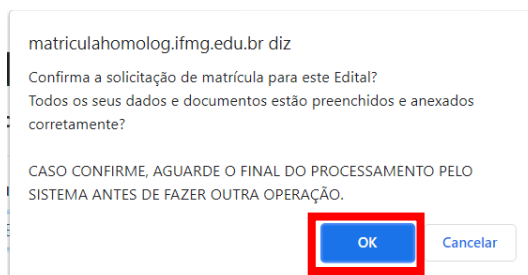 matriculahomolog.ifmg.edu.br diz
Confirma a solicitação de matrícula para este Edital?
Todos os seus dados e documentos estão preenchidos e anexados
corretamente?
CASO CONFIRME, AGUARDE O FINAL DO PROCESSAMENTO PELO
SISTEMA ANTES DE FAZER OUTRA OPERAÇÃO.
OK
Cancelar